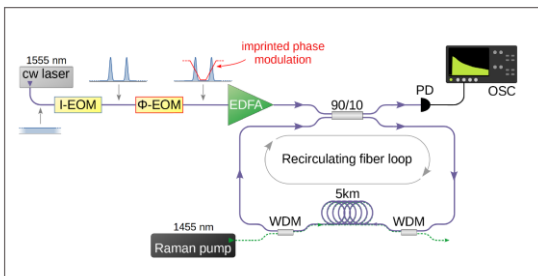 imprinted phase
modulation
1555 nm
cw laser
I-EOM
Φ-EOM
EDFA
90/10
PD
OSC
Recirculating fiber loop
5km
WDM
WDM
1455 nm
Raman pump